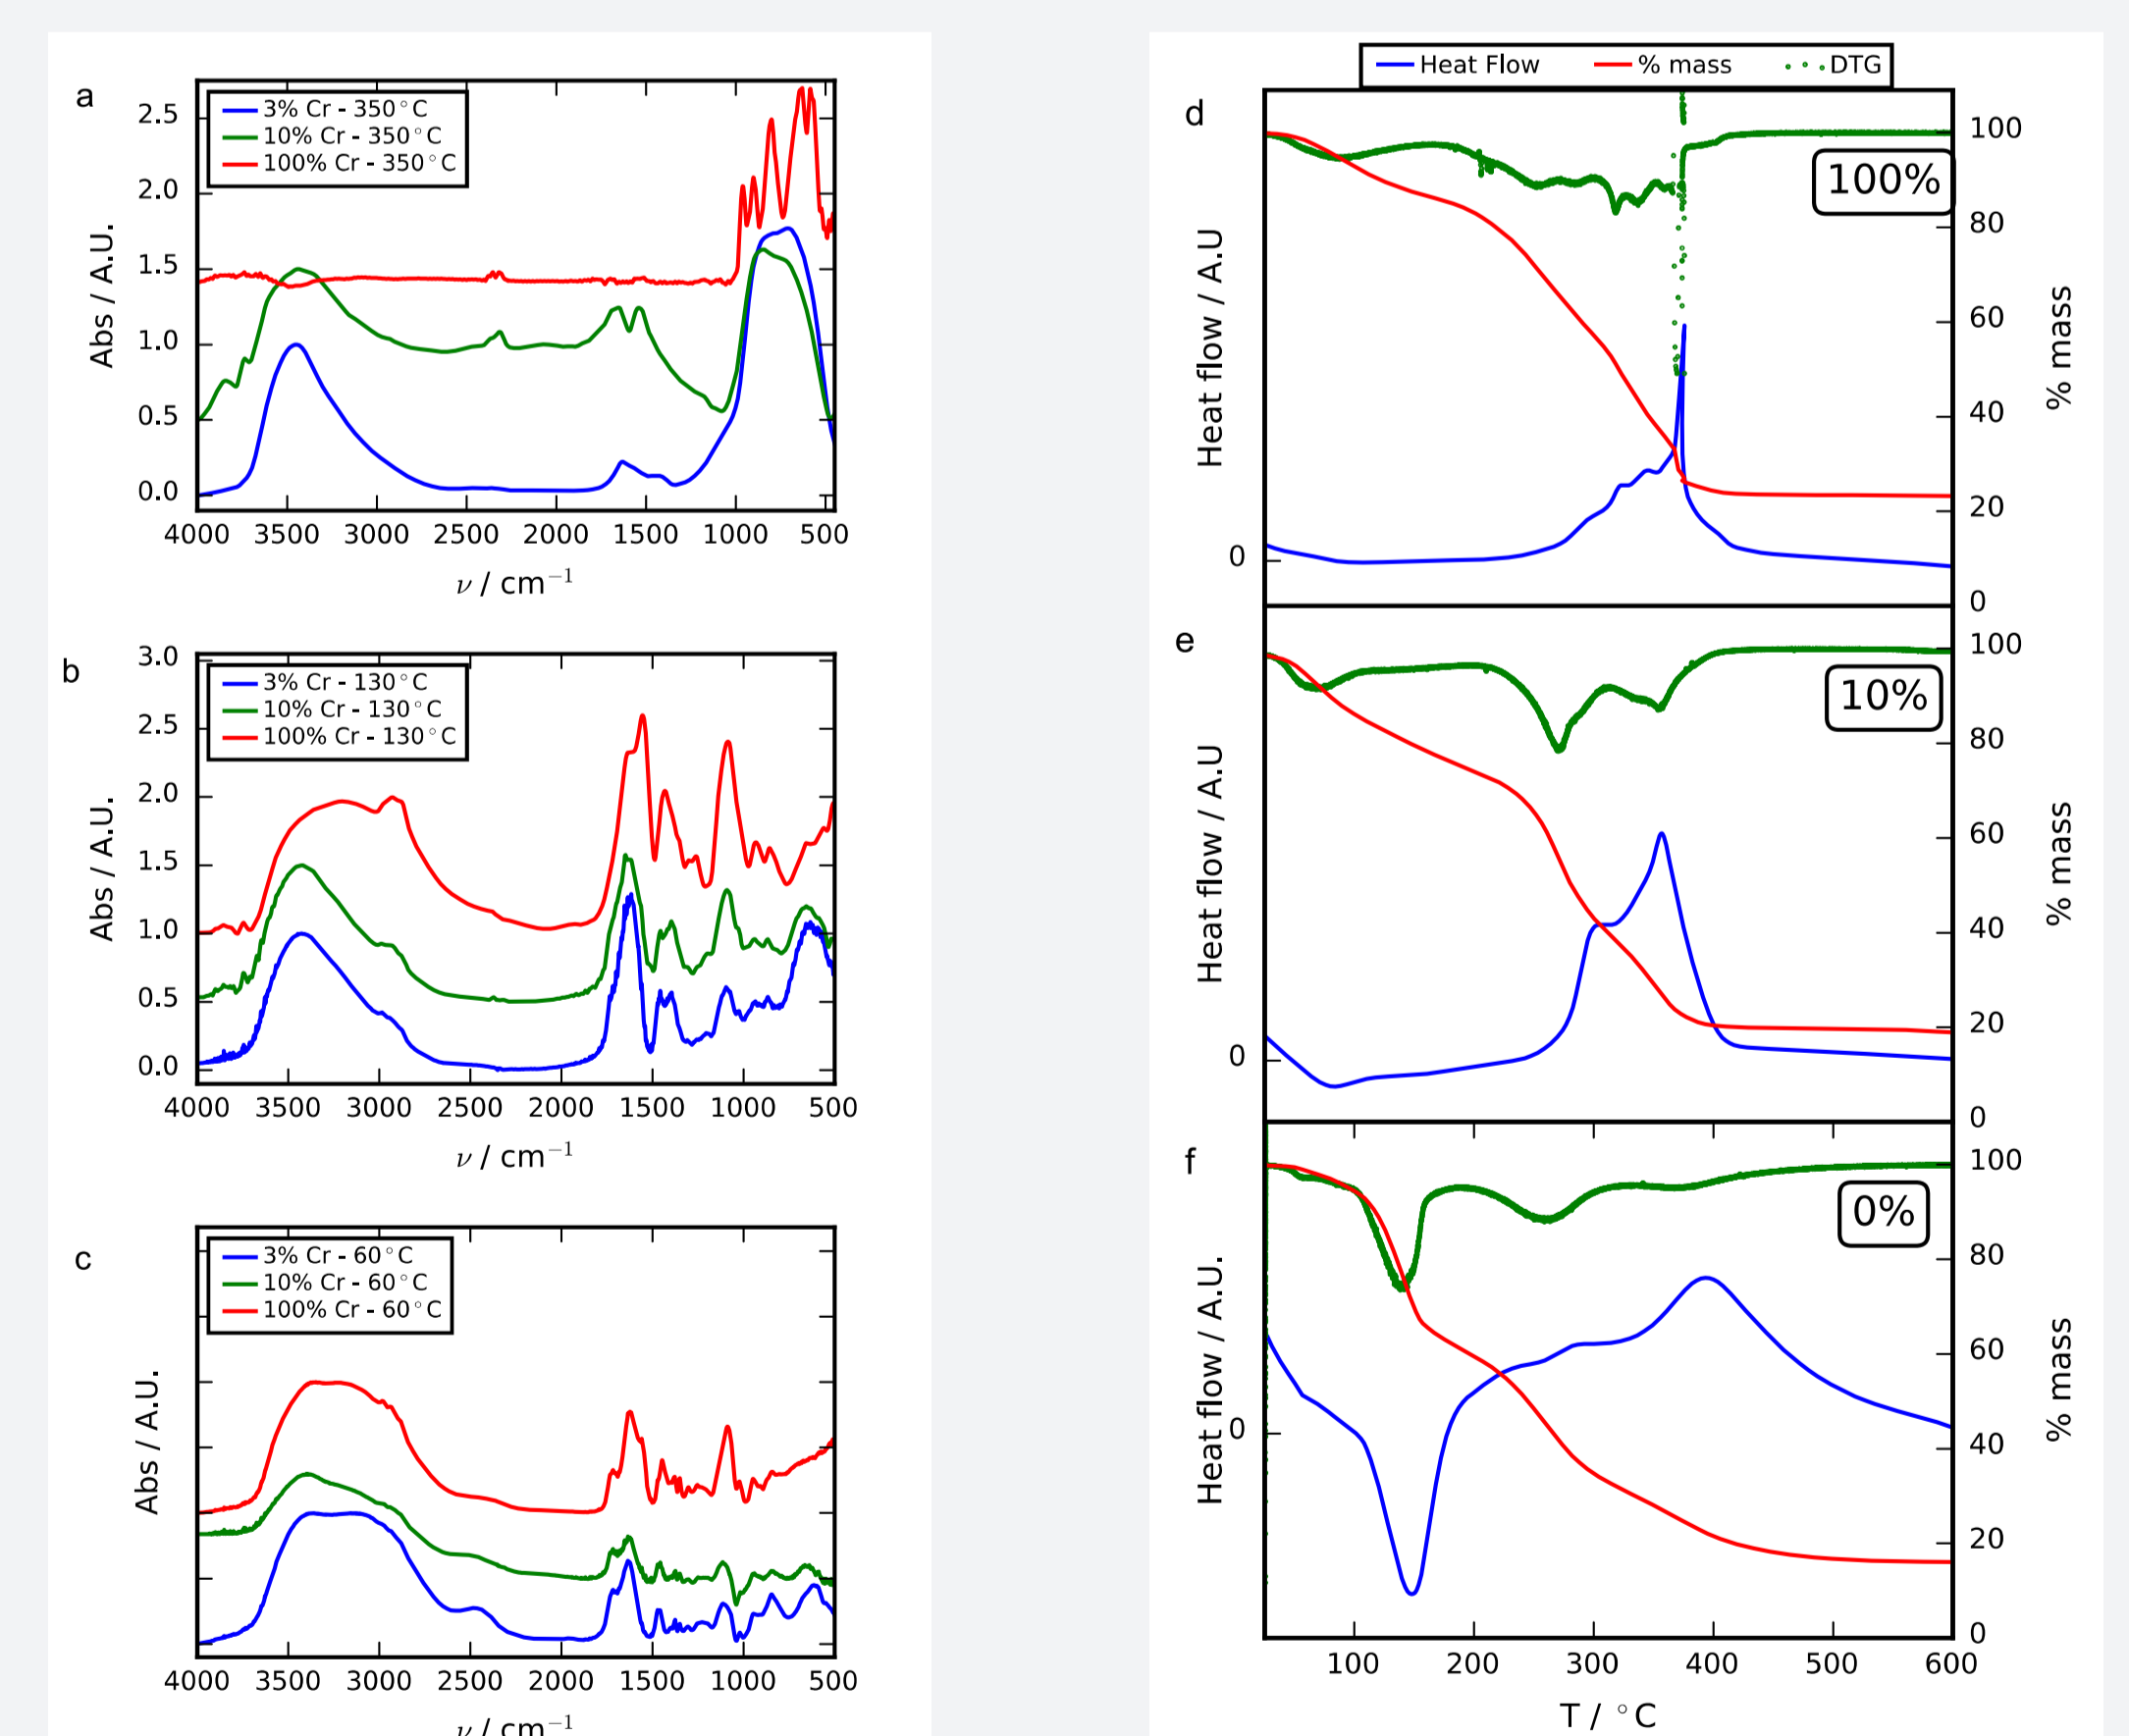 a
3% Cr - 350°C
10% Cr - 350°C
100% Cr - 350°C
2.5
2.0
1.5
1.0
0.5
0.0
Abs / A.U.
4000 3500 3000 2500 2000 1500 1000 500
ν / cm⁻¹
b
3% Cr - 130°C
10% Cr - 130°C
100% Cr - 130°C
3.0
2.5
2.0
1.5
1.0
0.5
0.0
Abs / A.U.
4000 3500 3000 2500 2000 1500 1000 500
ν / cm⁻¹
c
3% Cr - 60°C
10% Cr - 60°C
100% Cr - 60°C
Abs / A.U.
4000 3500 3000 2500 2000 1500 1000 500
ν / cm⁻¹
Heat Flow % mass DTG
d
100%
Heat flow / A.U
0
100
80
60
40
20
0
% mass
e
10%
Heat flow / A.U
0
100
80
60
40
20
0
% mass
f
0%
Heat flow / A.U.
0
100
80
60
40
20
0
% mass
100 200 300 400 500 600
T / °C